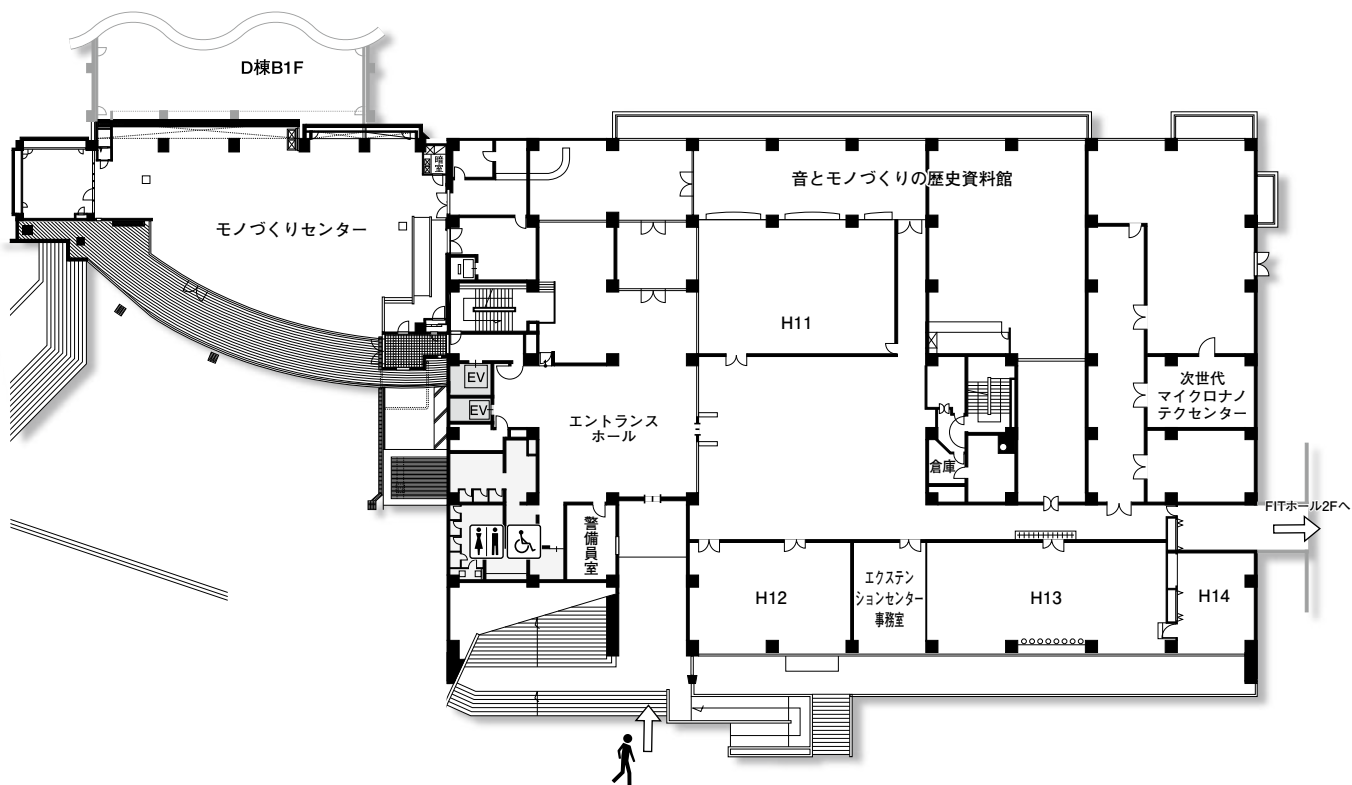 D棟B1F
暗室
音とモノづくりの歴史資料館
モノづくりセンター
H11
EV
EV
エントランス
ホール
次世代
マイクロナノ
テクセンター
倉庫
FITホール2Fへ
警備員室
H12
エクステン
ションセンター
事務室
H13
H14